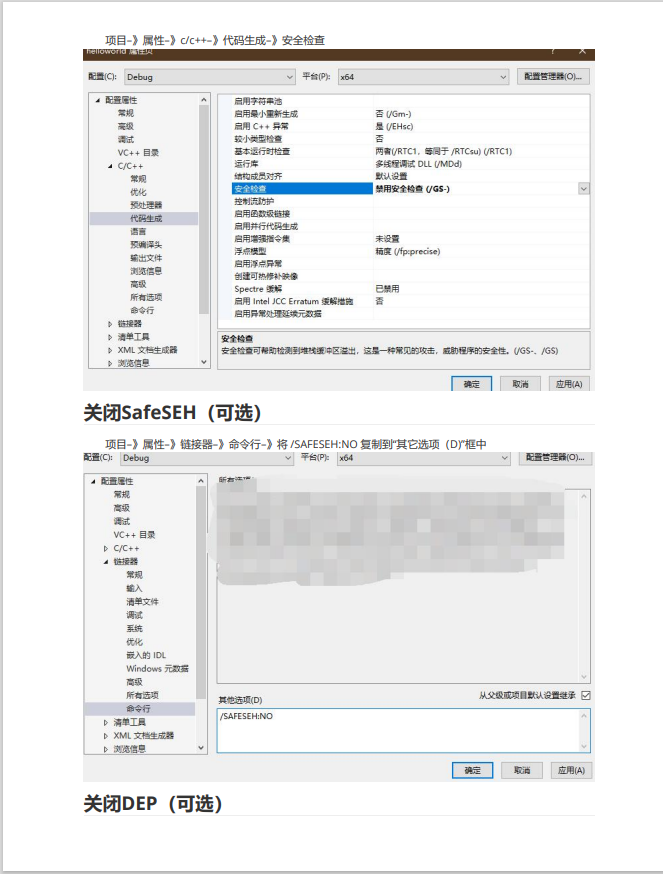 项目–》属性–》c/c++–》代码生成–》安全检查
helloworld 属性页 ? ×
配置(C): Debug 平台(P): x64 配置管理器(O)...
配置属性
常规
高级
调试
VC++ 目录
C/C++
常规
优化
预处理器
代码生成
语言
预编译头
输出文件
浏览信息
高级
所有选项
命令行
链接器
清单工具
XML 文档生成器
浏览信息
启用字符串池
启用最小重新生成 否 (/Gm-)
启用 C++ 异常 是 (/EHsc)
较小类型检查 否
基本运行时检查 两者(/RTC1，等同于 /RTCsu) (/RTC1)
运行库 多线程调试 DLL (/MDd)
结构成员对齐 默认设置
安全检查 禁用安全检查 (/GS-)
控制流防护
启用函数级链接
启用并行代码生成
启用增强指令集 未设置
浮点模型 精度 (/fp:precise)
启用浮点异常
创建可热修补映像
Spectre 缓解 已禁用
启用 Intel JCC Erratum 缓解措施 否
启用异常处理延续元数据
安全检查
安全检查可帮助检测到堆栈缓冲区溢出，这是一种常见的攻击，威胁程序的安全性。(/GS-、/GS)
确定 取消 应用(A)
关闭SafeSEH（可选）
项目–》属性–》链接器–》命令行–》将 /SAFESEH:NO 复制到“其它选项（D)”框中
配置(C): Debug 平台(P): x64 配置管理器(O)...
配置属性
常规
高级
调试
VC++ 目录
C/C++
链接器
常规
输入
清单文件
调试
系统
优化
嵌入的 IDL
Windows 元数据
高级
所有选项
命令行
清单工具
XML 文档生成器
浏览信息
所有选项
从父级或项目默认设置继承
其他选项(D)
/SAFESEH:NO
确定 取消 应用(A)
关闭DEP（可选）